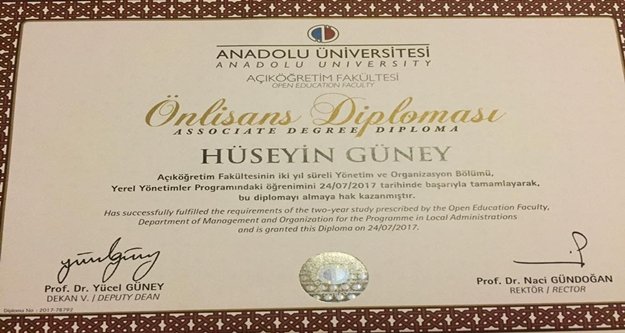 ANADOLU ÜNİVERSİTESİ
ANADOLU UNIVERSITY
AÇIKÖĞRETİM FAKÜLTESİ
OPEN EDUCATION FACULTY
Önlisans Diploması
ASSOCIATE DEGREE DIPLOMA
HÜSEYİN GÜNEY
Açıköğretim Fakültesinin iki yıl süreli Yönetim ve Organizasyon Bölümü,
Yerel Yönetimler Programındaki öğrenimini 24/07/2017 tarihinde başarıyla tamamlayarak,
bu diplomayı almaya hak kazanmıştır.
Has successfully fulfilled the requirements of the two-year study prescribed by the Open Education Faculty,
Department of Management and Organization for the Programme in Local Administrations
and is granted this Diploma on 24/07/2017.
Prof. Dr. Yücel GÜNEY
DEKAN V. / DEPUTY DEAN
Prof. Dr. Naci GÜNDOĞAN
REKTÖR / RECTOR
Diploma No : 2017-78792